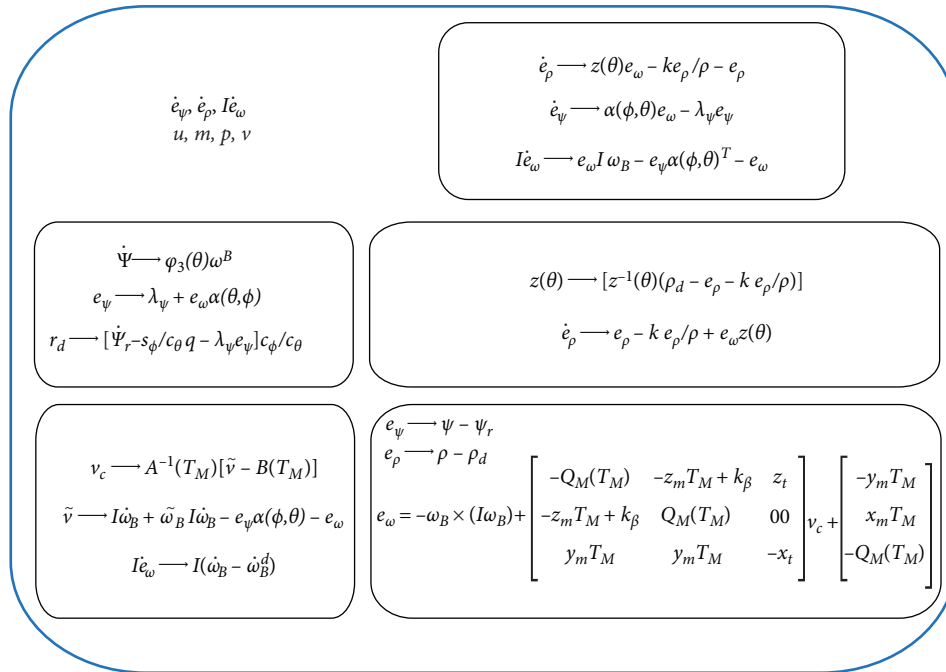 ė_ψ, ė_ρ, Iė_ω
u, m, p, v
ė_ρ ⟶ z(θ)e_ω – ke_ρ /ρ – e_ρ
ė_ψ ⟶ α(ϕ,θ)e_ω – λ_ψe_ψ
Iė_ω ⟶ e_ωI ω_B – e_ψα(ϕ,θ)^T – e_ω
Ψ̇ ⟶ φ_3(θ)ω^B
e_ψ ⟶ λ_ψ + e_ωα(θ,ϕ)
r_d ⟶ [Ψ̇_r–s_ϕ/c_θ q – λ_ψe_ψ]c_ϕ/c_θ
z(θ) ⟶ [z^{-1}(θ)(ρ_d – e_ρ – k e_ρ/ρ)]
ė_ρ ⟶ e_ρ – k e_ρ/ρ + e_ωz(θ)
v_c ⟶ A^{-1}(T_M)[ṽ – B(T_M)]
ṽ ⟶ Iω̇_B + ω̃_B Iω̇_B – e_ψα(ϕ,θ) – e_ω
Iė_ω ⟶ I(ω̇_B – ω̇_B^d)
e_ψ ⟶ ψ – ψ_r
e_ρ ⟶ ρ – ρ_d
e_ω = –ω_B × (Iω_B)+ [–Q_M(T_M) –z_mT_M + k_β z_t; –z_mT_M + k_β Q_M(T_M) 00; y_mT_M y_mT_M –x_t] v_c + [–y_mT_M; x_mT_M; –Q_M(T_M)]